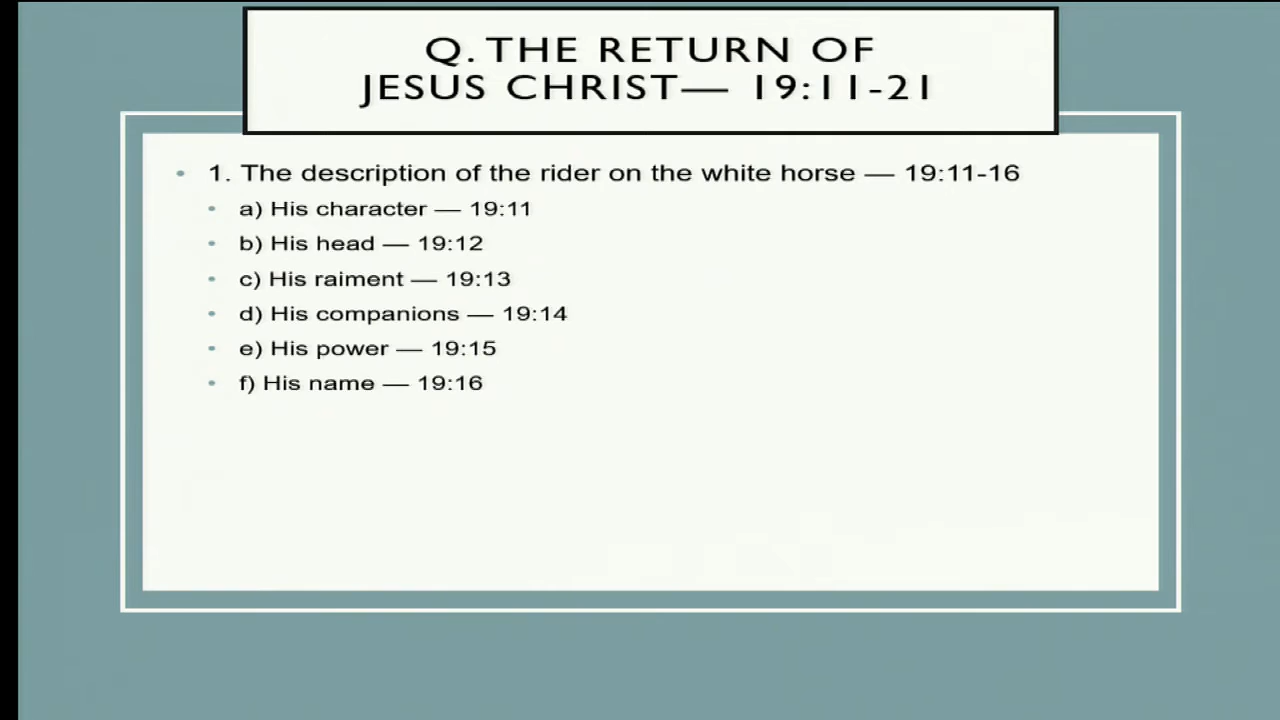 Q. THE RETURN OF
JESUS CHRIST— 19:11-21
• 1. The description of the rider on the white horse — 19:11-16
• a) His character — 19:11
• b) His head — 19:12
• c) His raiment — 19:13
• d) His companions — 19:14
• e) His power — 19:15
• f) His name — 19:16